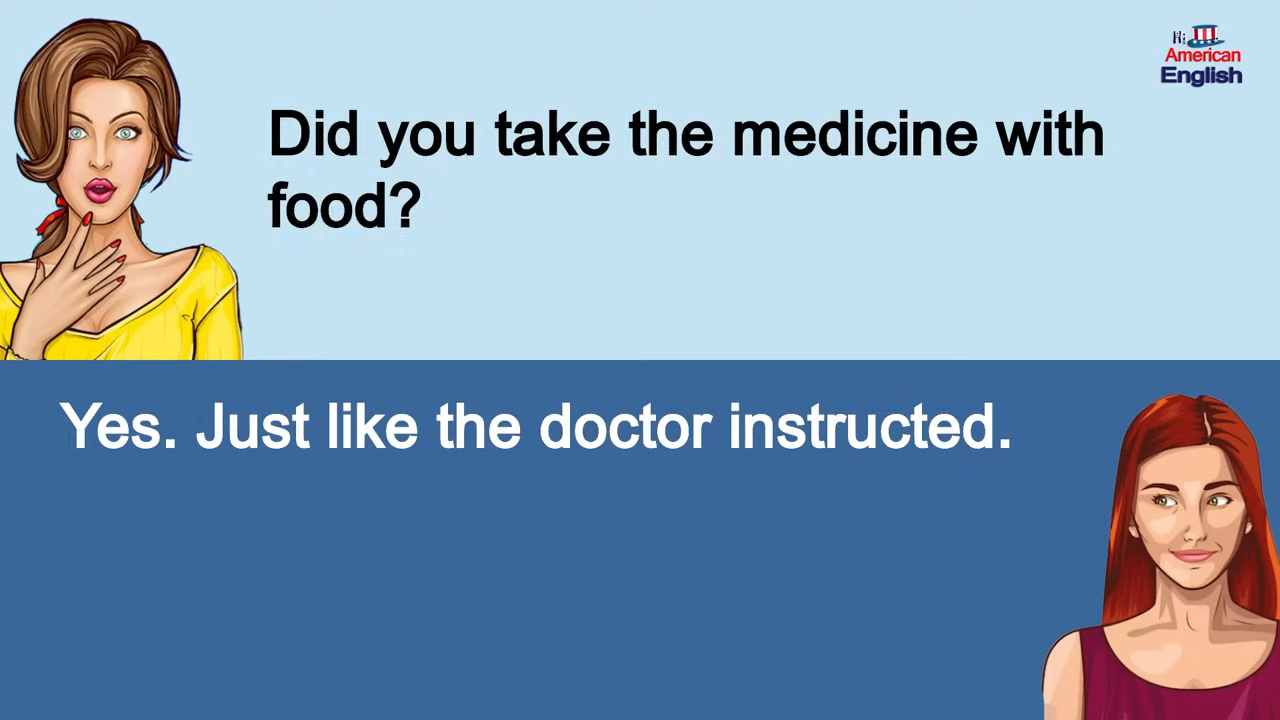 Hi
American
English
Did you take the medicine with
food?
Yes. Just like the doctor instructed.